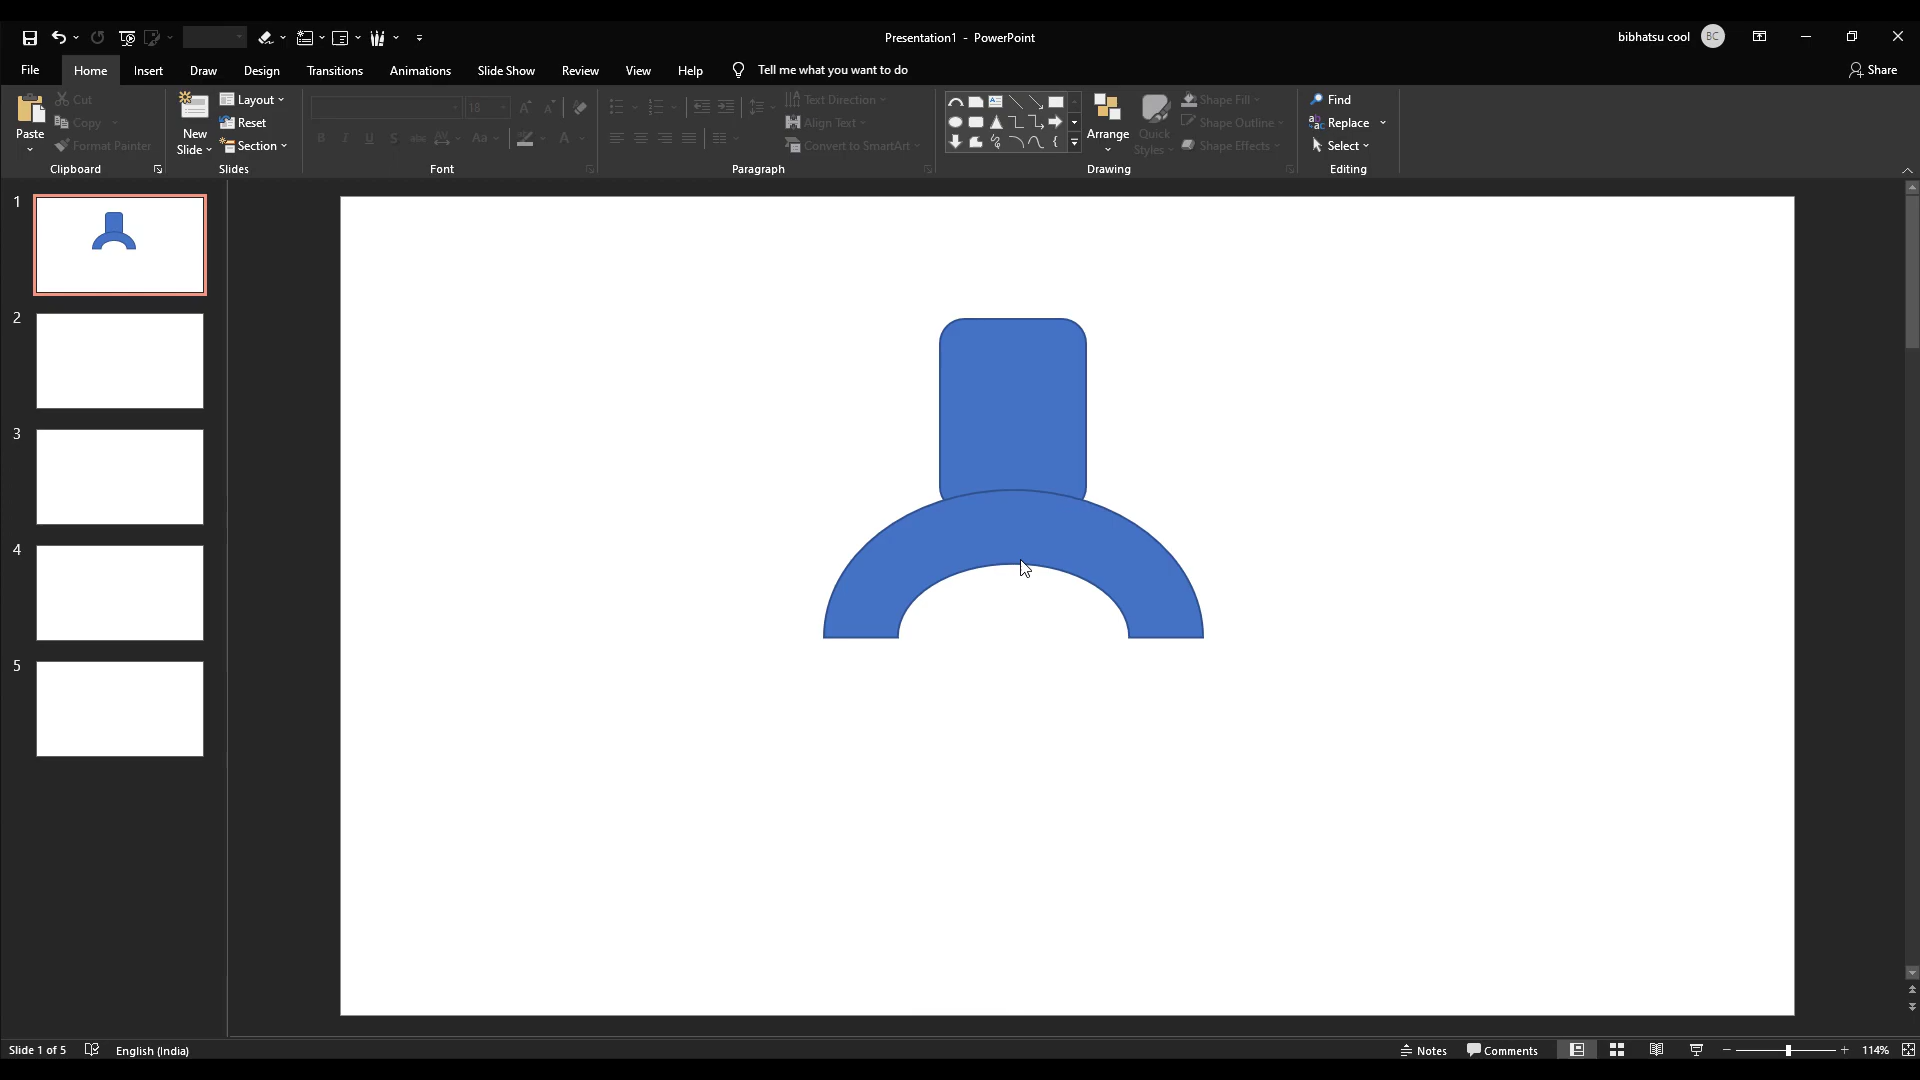 Presentation1 - PowerPoint
bibhatsu cool BC
File Home Insert Draw Design Transitions Animations Slide Show Review View Help Tell me what you want to do Share
Paste
Cut
Copy
Format Painter
Clipboard
New Slide
Layout
Reset
Section
Slides
18
B I U S abc AV Aa A
Font
Text Direction
Align Text
Convert to SmartArt
Paragraph
Arrange
Quick Styles
Shape Fill
Shape Outline
Shape Effects
Drawing
Find
Replace
Select
Editing
1
2
3
4
5
Slide 1 of 5 English (India) Notes Comments 114%